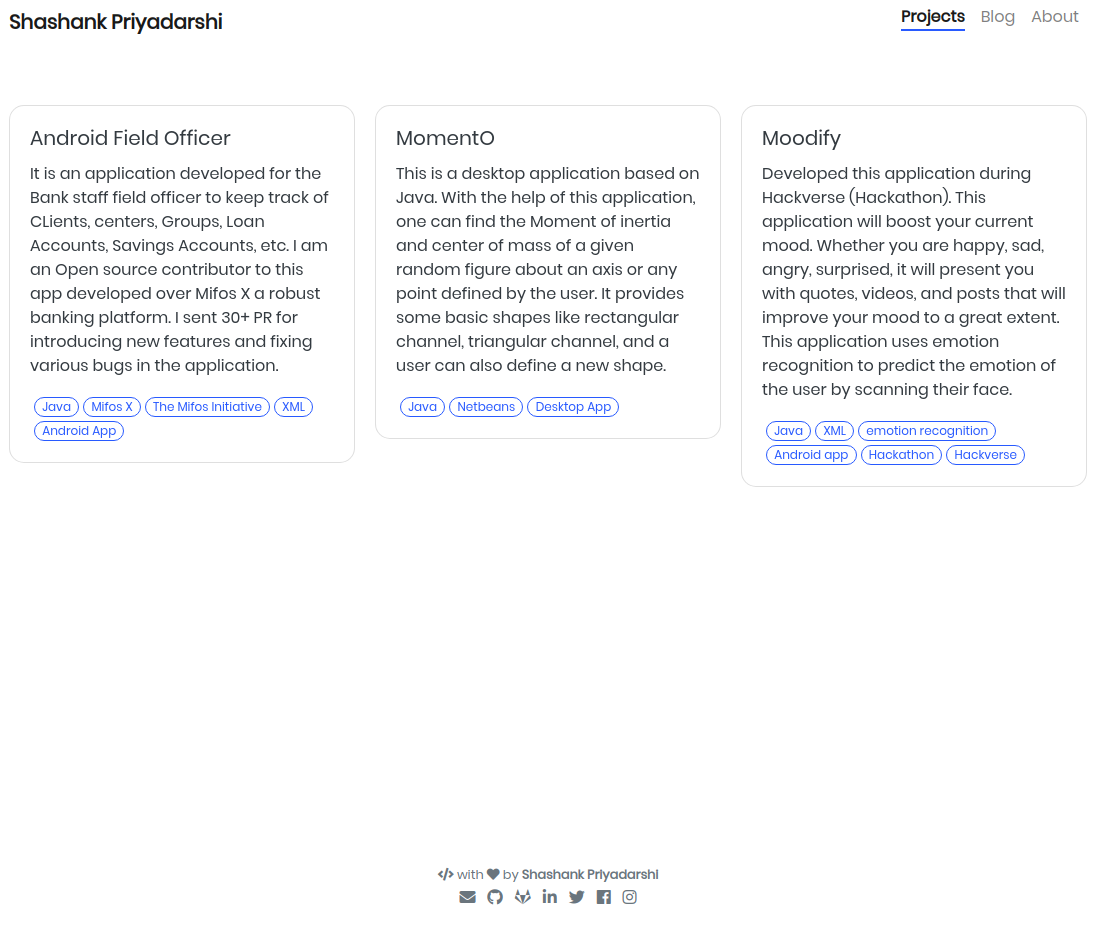 Shashank Priyadarshi
Projects Blog About
Android Field Officer
It is an application developed for the
Bank staff field officer to keep track of
CLients, centers, Groups, Loan
Accounts, Savings Accounts, etc. I am
an Open source contributor to this
app developed over Mifos X a robust
banking platform. I sent 30+ PR for
introducing new features and fixing
various bugs in the application.
Java Mifos X The Mifos Initiative XML
Android App
MomentO
This is a desktop application based on
Java. With the help of this application,
one can find the Moment of inertia
and center of mass of a given
random figure about an axis or any
point defined by the user. It provides
some basic shapes like rectangular
channel, triangular channel, and a
user can also define a new shape.
Java Netbeans Desktop App
Moodify
Developed this application during
Hackverse (Hackathon). This
application will boost your current
mood. Whether you are happy, sad,
angry, surprised, it will present you
with quotes, videos, and posts that will
improve your mood to a great extent.
This application uses emotion
recognition to predict the emotion of
the user by scanning their face.
Java XML emotion recognition
Android app Hackathon Hackverse
with by Shashank Priyadarshi